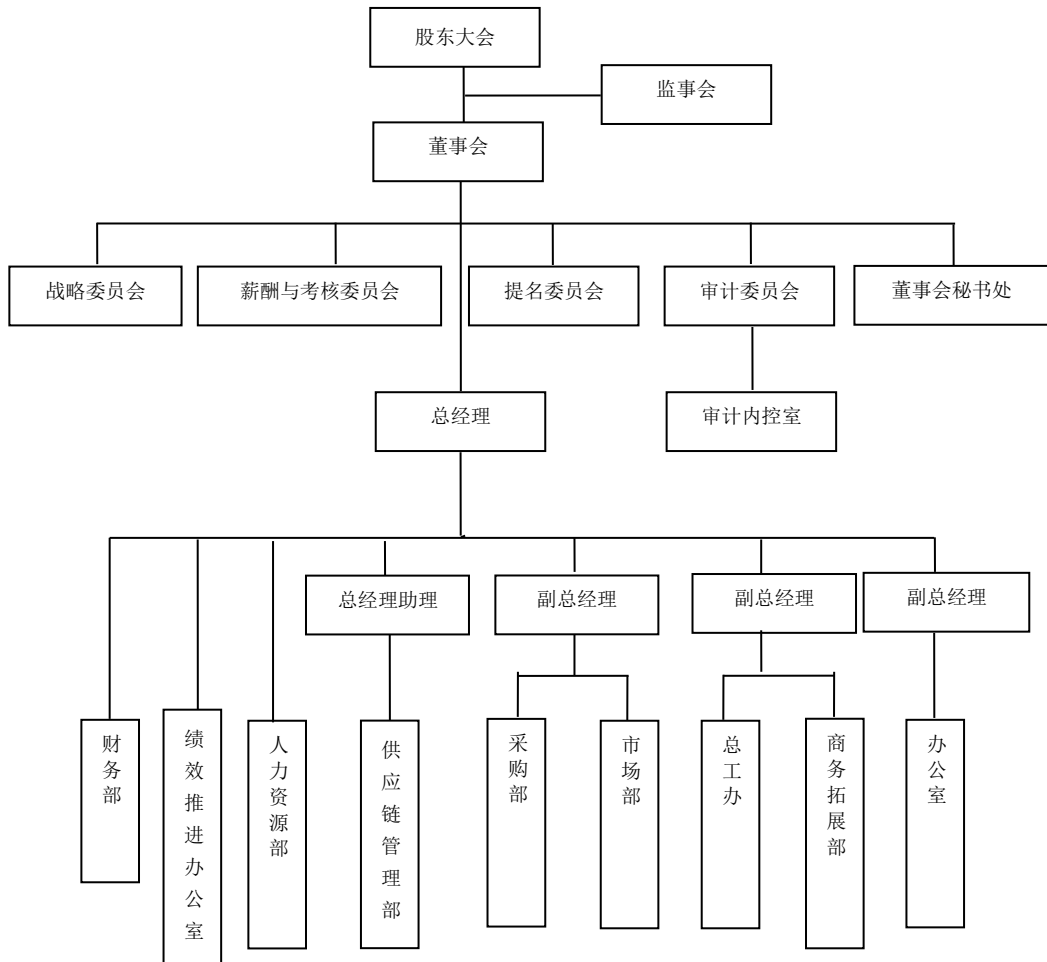 股东大会
监事会
董事会
战略委员会
薪酬与考核委员会
提名委员会
审计委员会
董事会秘书处
总经理
审计内控室
总经理助理
副总经理
副总经理
副总经理
财务部
绩效推进办公室
人力资源部
供应链管理部
采购部
市场部
总工办
商务拓展部
办公室